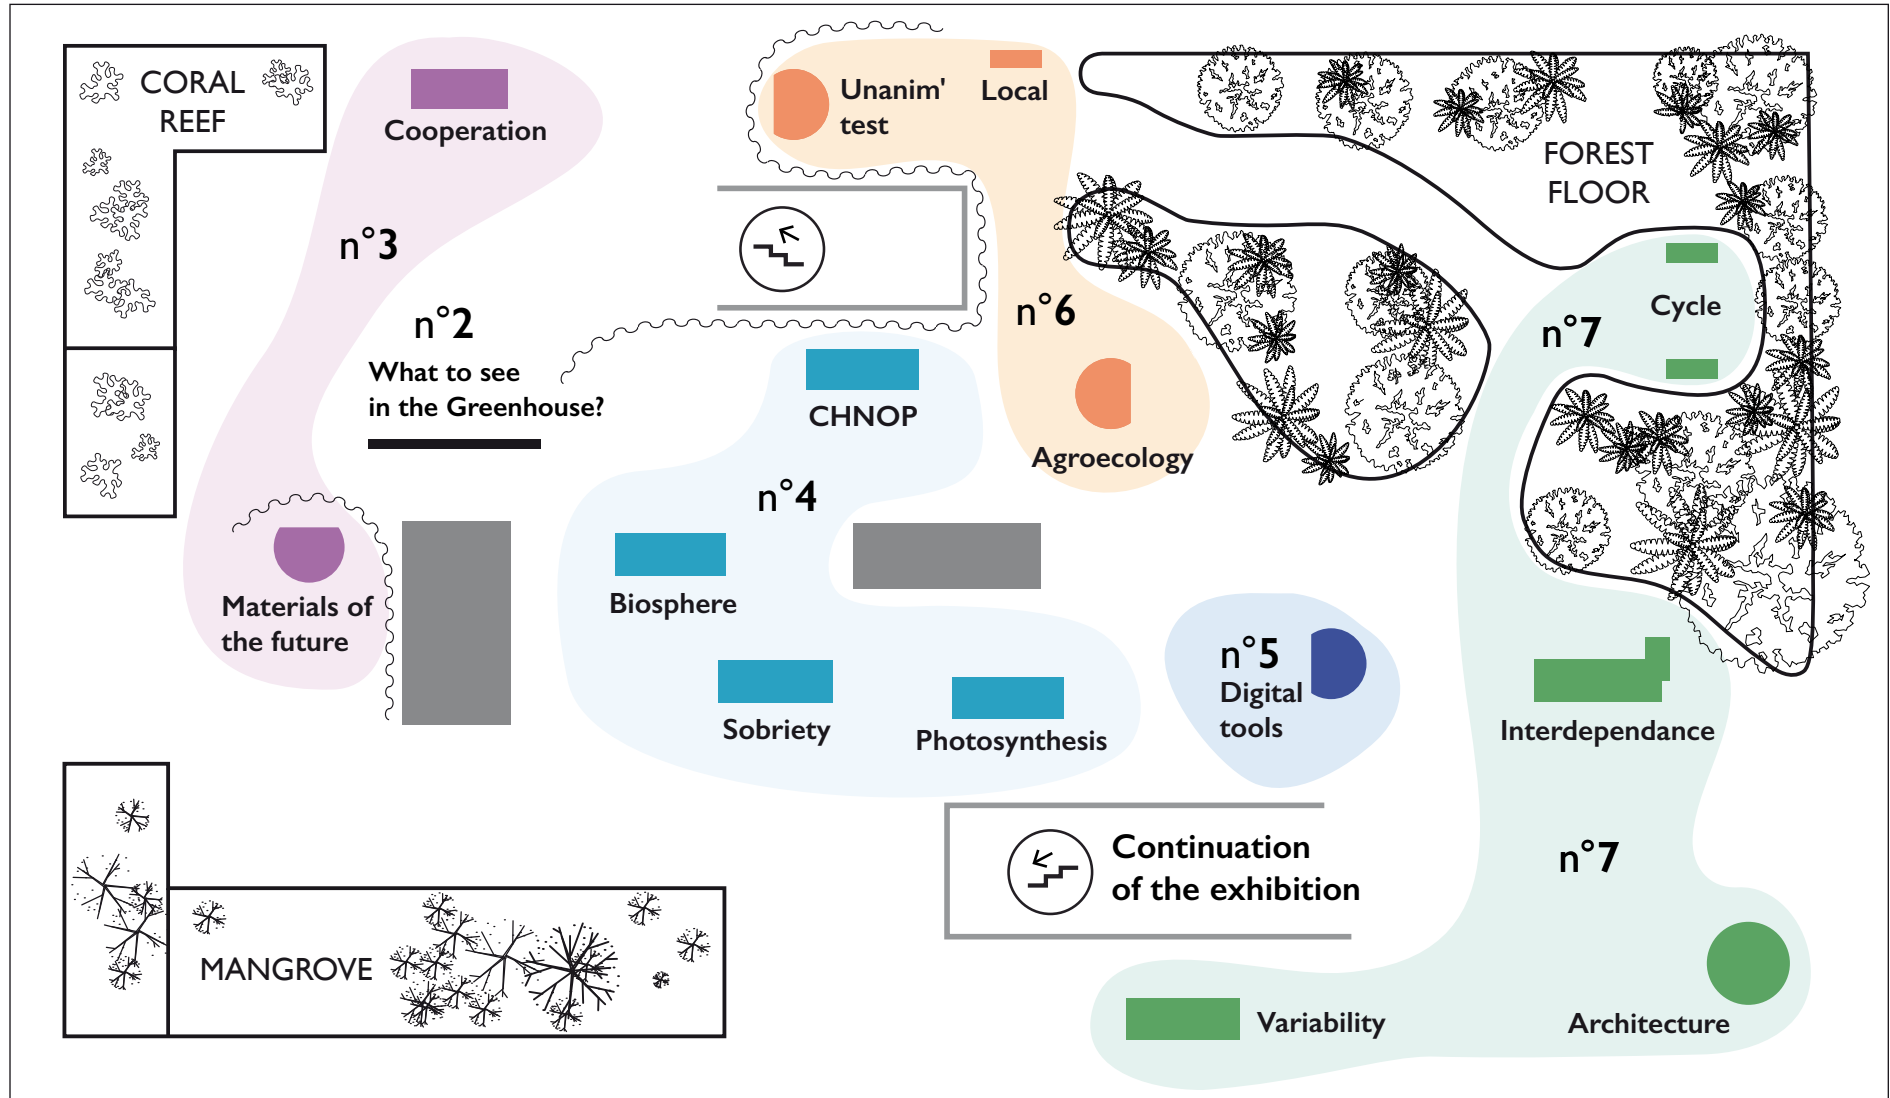 CORAL
REEF
Cooperation
n°3
n°2
What to see
in the Greenhouse?
Materials of
the future
Unanim'
test
Local
n°6
Agroecology
FOREST
FLOOR
n°7
Cycle
CHNOP
n°4
Biosphere
Sobriety
Photosynthesis
n°5
Digital
tools
Interdependance
n°7
Continuation
of the exhibition
MANGROVE
Variability
Architecture